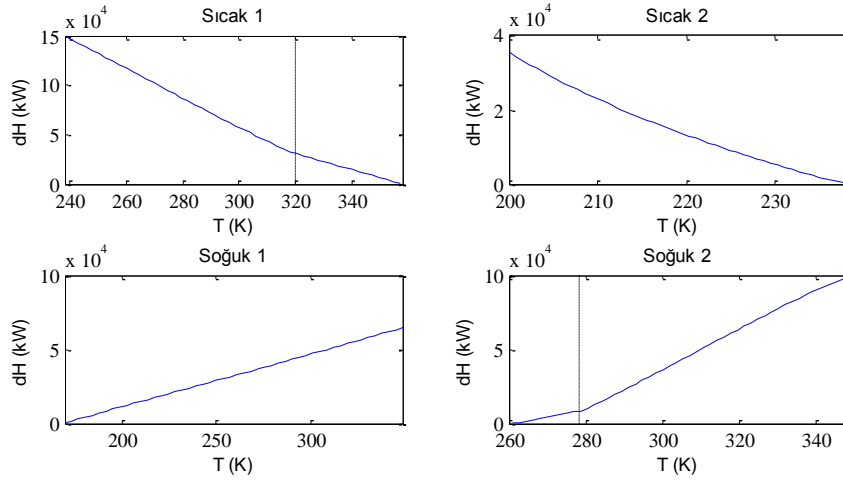 Sıcak 1
x 10^4
dH (kW)
15
10
5
0
240 260 280 300 320 340
T (K)
Sıcak 2
x 10^4
dH (kW)
4
2
0
200 210 220 230
T (K)
Soğuk 1
x 10^4
dH (kW)
10
5
0
200 250 300
T (K)
Soğuk 2
x 10^4
dH (kW)
10
5
0
260 280 300 320 340
T (K)